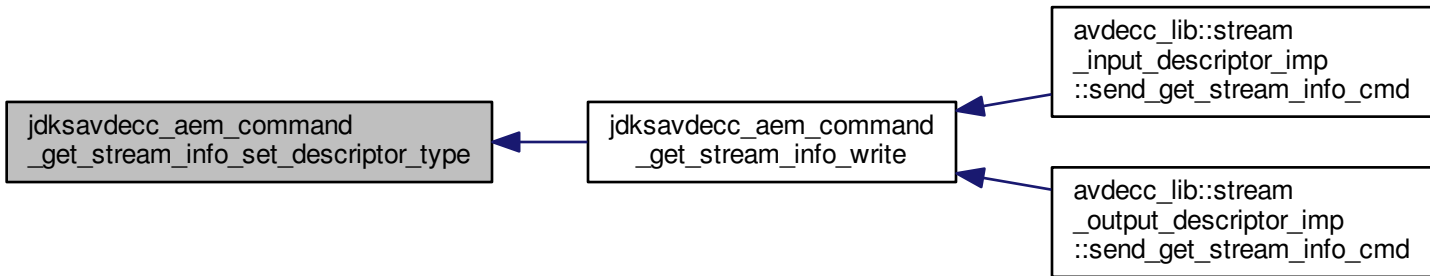 jdksavdecc_aem_command
_get_stream_info_set_descriptor_type
jdksavdecc_aem_command
_get_stream_info_write
avdecc_lib::stream
_input_descriptor_imp
::send_get_stream_info_cmd
avdecc_lib::stream
_output_descriptor_imp
::send_get_stream_info_cmd